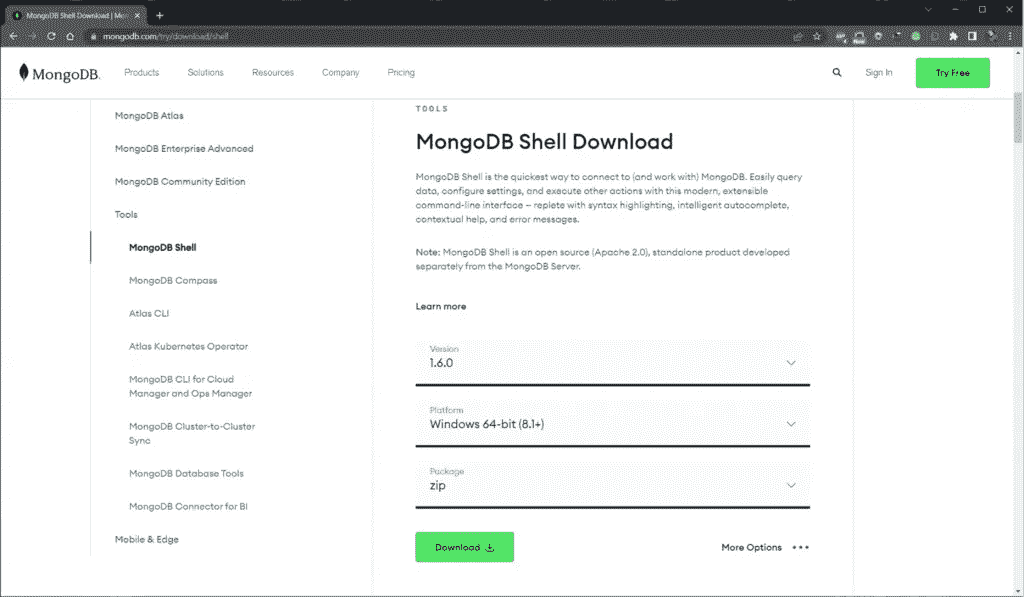 MongoDB Shell Download | Mon
mongodb.com/try/download/shell
MongoDB.
Products
Solutions
Resources
Company
Pricing
Sign In
Try Free
MongoDB Atlas
MongoDB Enterprise Advanced
MongoDB Community Edition
Tools
MongoDB Shell
MongoDB Compass
Atlas CLI
Atlas Kubernetes Operator
MongoDB CLI for Cloud
Manager and Ops Manager
MongoDB Cluster-to-Cluster
Sync
MongoDB Database Tools
MongoDB Connector for BI
Mobile & Edge
TOOLS
MongoDB Shell Download
MongoDB Shell is the quickest way to connect to (and work with) MongoDB. Easily query
data, configure settings, and execute other actions with this modern, extensible
command-line interface — replete with syntax highlighting, intelligent autocomplete,
contextual help, and error messages.
Note: MongoDB Shell is an open source (Apache 2.0), standalone product developed
separately from the MongoDB Server.
Learn more
Version
1.6.0
Platform
Windows 64-bit (8.1+)
Package
zip
Download
More Options